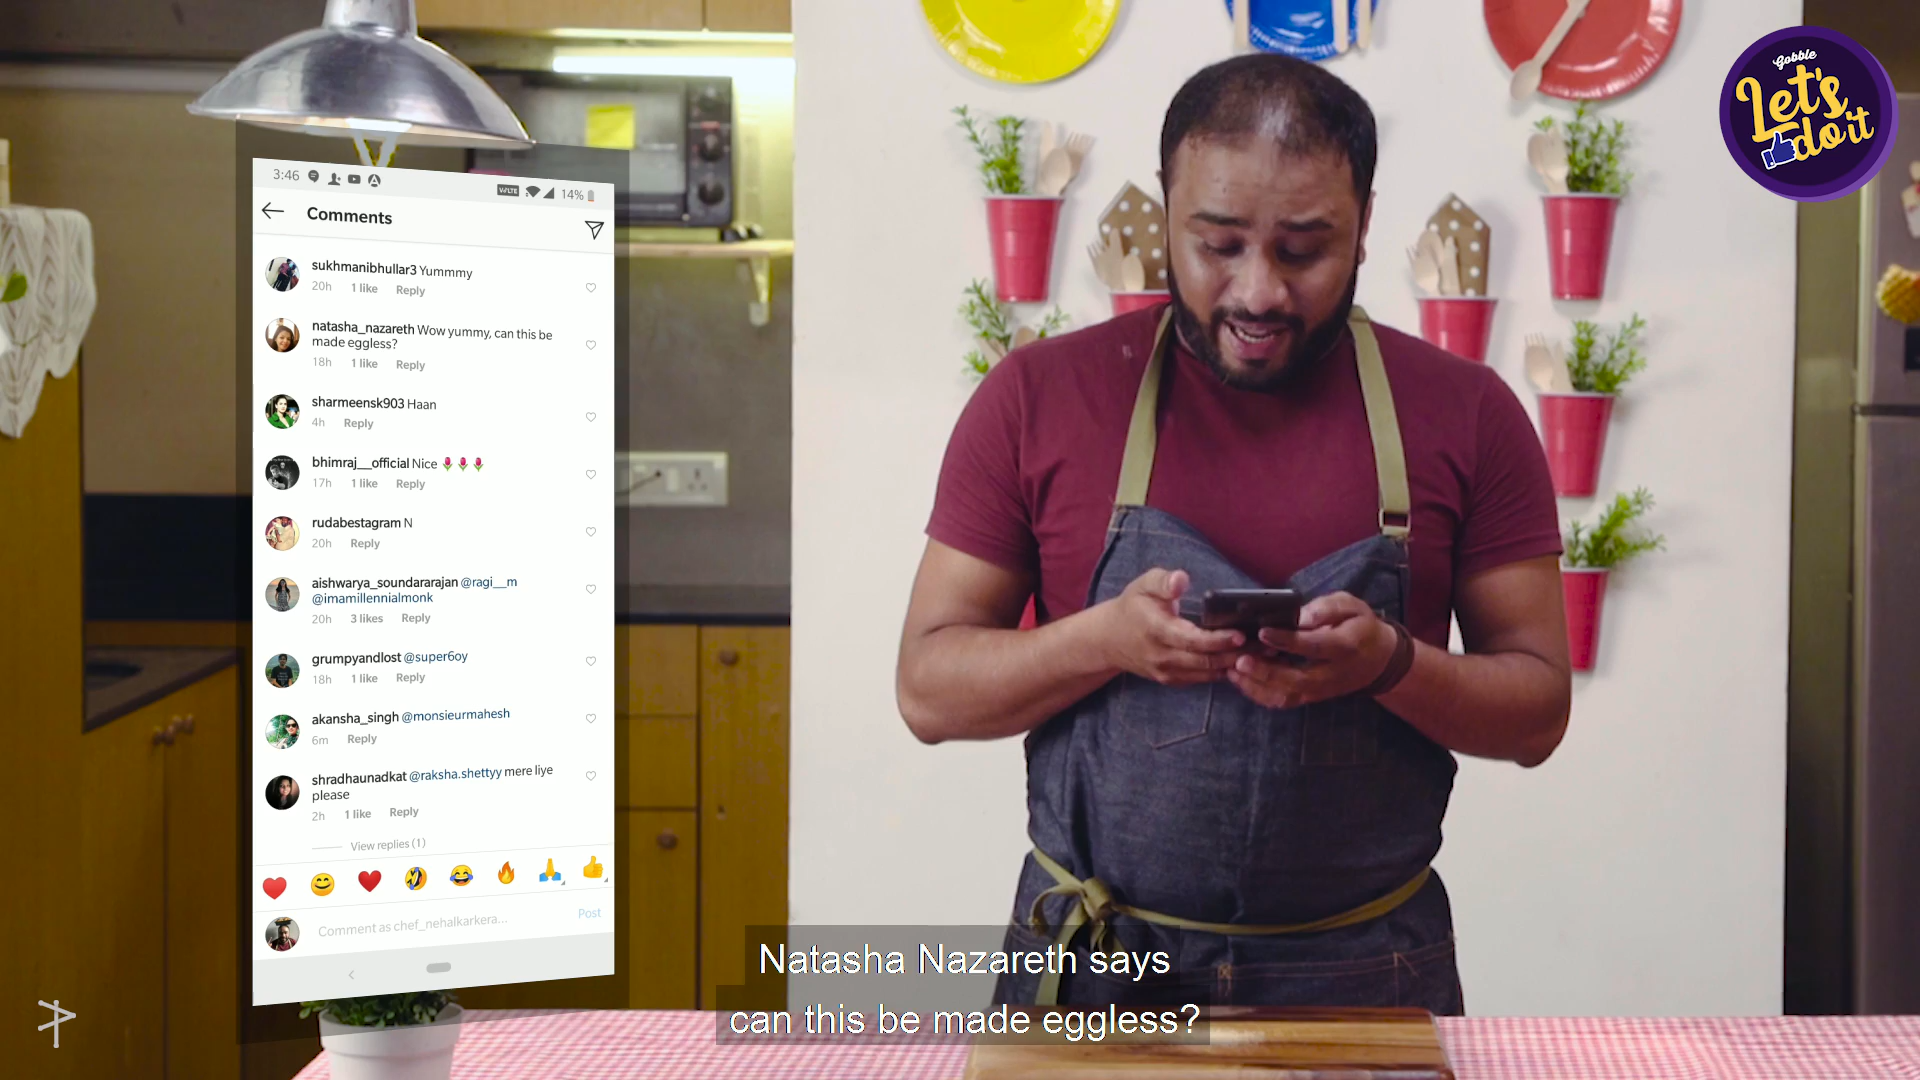 Gobble
Let's
do it
3:46
VoLTE
14%
Comments
sukhmanibhullar3 Yummmy
20h 1 like Reply
natasha_nazareth Wow yummy, can this be
made eggless?
18h 1 like Reply
sharmeensk903 Haan
4h Reply
bhimraj__official Nice 🌷🌷🌷
17h 1 like Reply
rudabestagram N
20h Reply
aishwarya_soundararajan @ragi__m
@imamillennialmonk
20h 3 likes Reply
grumpyandlost @super6oy
18h 1 like Reply
akansha_singh @monsieurmahesh
6m Reply
shradhaunadkat @raksha.shettyy mere liye
please
2h 1 like Reply
View replies (1)
Comment as chef_nehalkarkera... Post
Natasha Nazareth says
can this be made eggless?